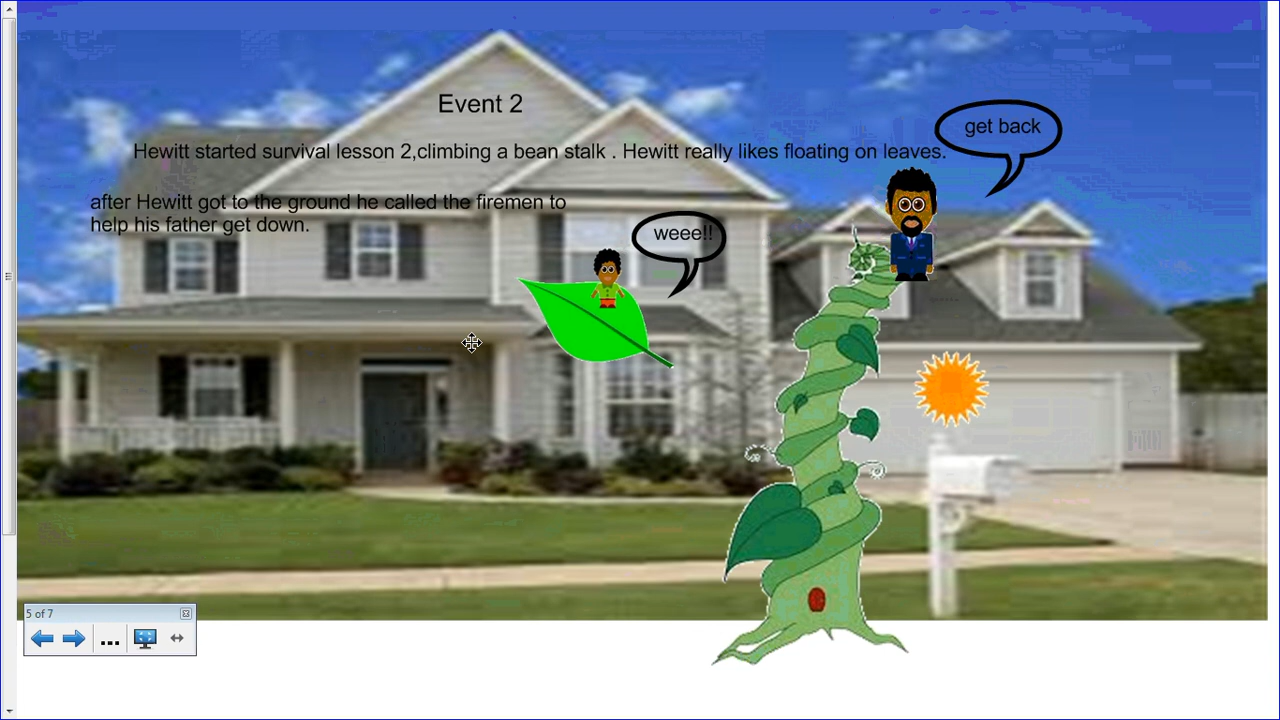 Event 2
Hewitt started survival lesson 2,climbing a bean stalk . Hewitt really likes floating on leaves.
get back
after Hewitt got to the ground he called the firemen to
help his father get down.
weee!!
5 of 7
...